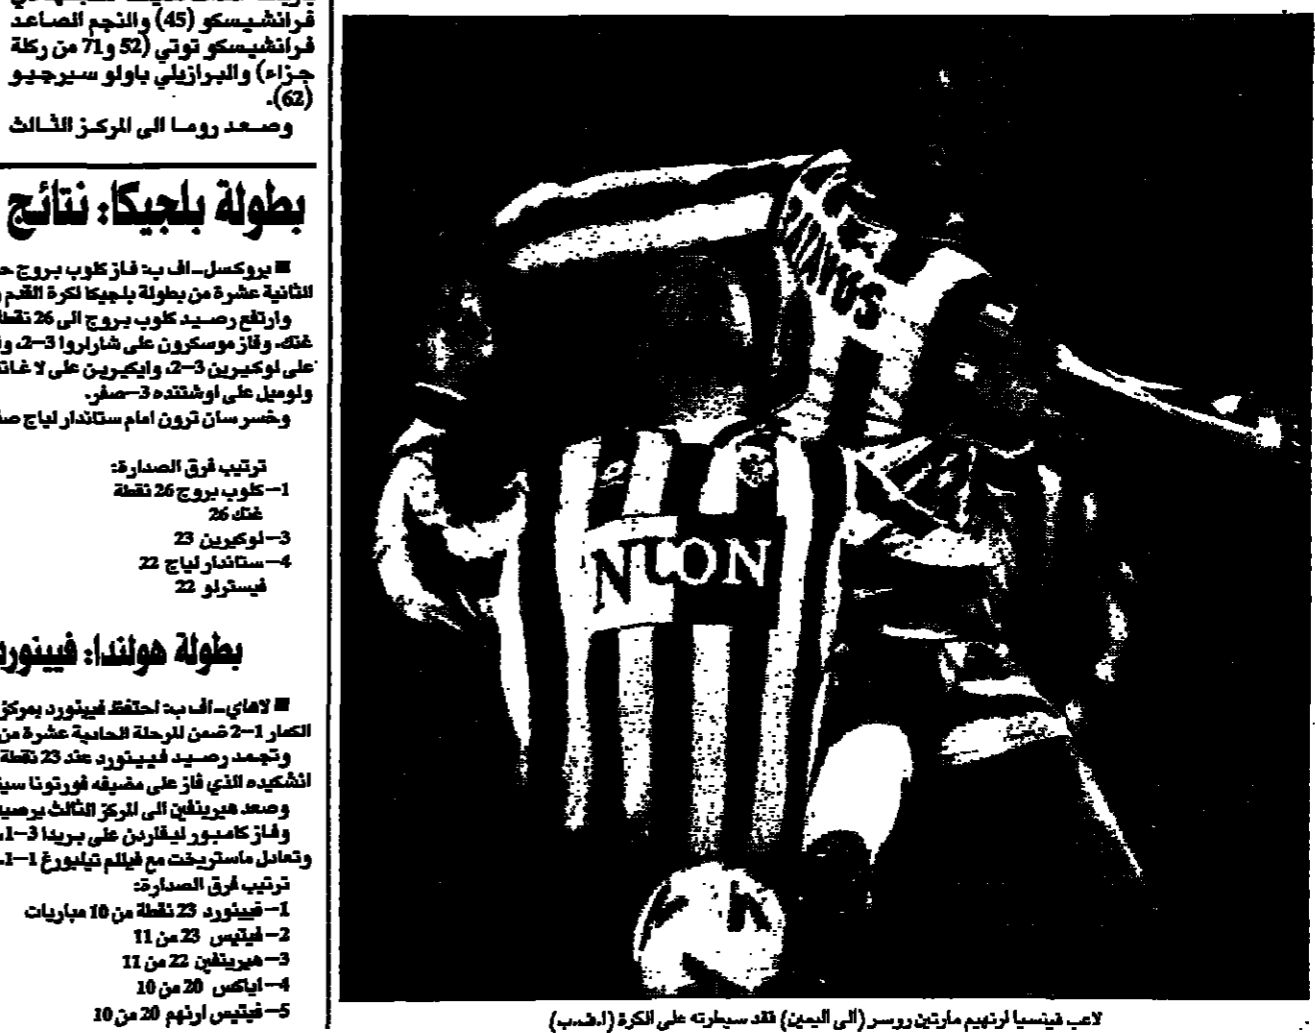 فرانشيسكو (45) والنجم الصاعد
فرانشيسكو توتي (52 و71 من ركلة
جزاء) والبرازيلي باولو سيرجيو
(62).
وصعد روما الى المركز الثالث
بطولة بلجيكا: نتائج
■ بروكسل ـ اف ب: فاز كلوب بروج
الثانية عشرة من بطولة بلجيكا لكرة القدم
وارتفع رصيد كلوب بروج الى 26 نقطة
غنك. وفاز موسكرون على شارلروا 3–2،
على لوكيرين 3–2، وايكيرين على لا
ولوميل على اوشتنده 3–صفر.
وخسر سان ترون امام ستاندار لياج
ترتيب فرق الصدارة:
1– كلوب بروج 26 نقطة
غنك 26
3– لوكيرين 23
4– ستاندار لياج 22
فيسترلو 22
بطولة هولندا: فيينورد
■ لاهاي ـ اف ب: احتفظ فيينورد بمركز
الكمار 1–2 ضمن المرحلة الحادية عشرة من
وتجمد رصيد فيينورد عند 23 نقطة
انشكيده الذي فاز على مضيفه فورتونا
وصعد هيرينفين الى المركز الثالث برصيد
وفاز كامبور ليفاردن على بريدا 3–1،
وتعادل ماستريخت مع فيللم تيلبورغ 1–1.
ترتيب فرق الصدارة:
1– فيينورد 23 نقطة من 10 مباريات
2– فيتيس 23 من 11
3– هيرينفين 22 من 11
4– اياكس 20 من 10
5– فيتيس ارنهم 20 من 10
NUON
لاعب فيتسيا ارنهيم مارتين روسر (الى اليمين) فقد سيطرته على الكرة (ا.ف.ب)